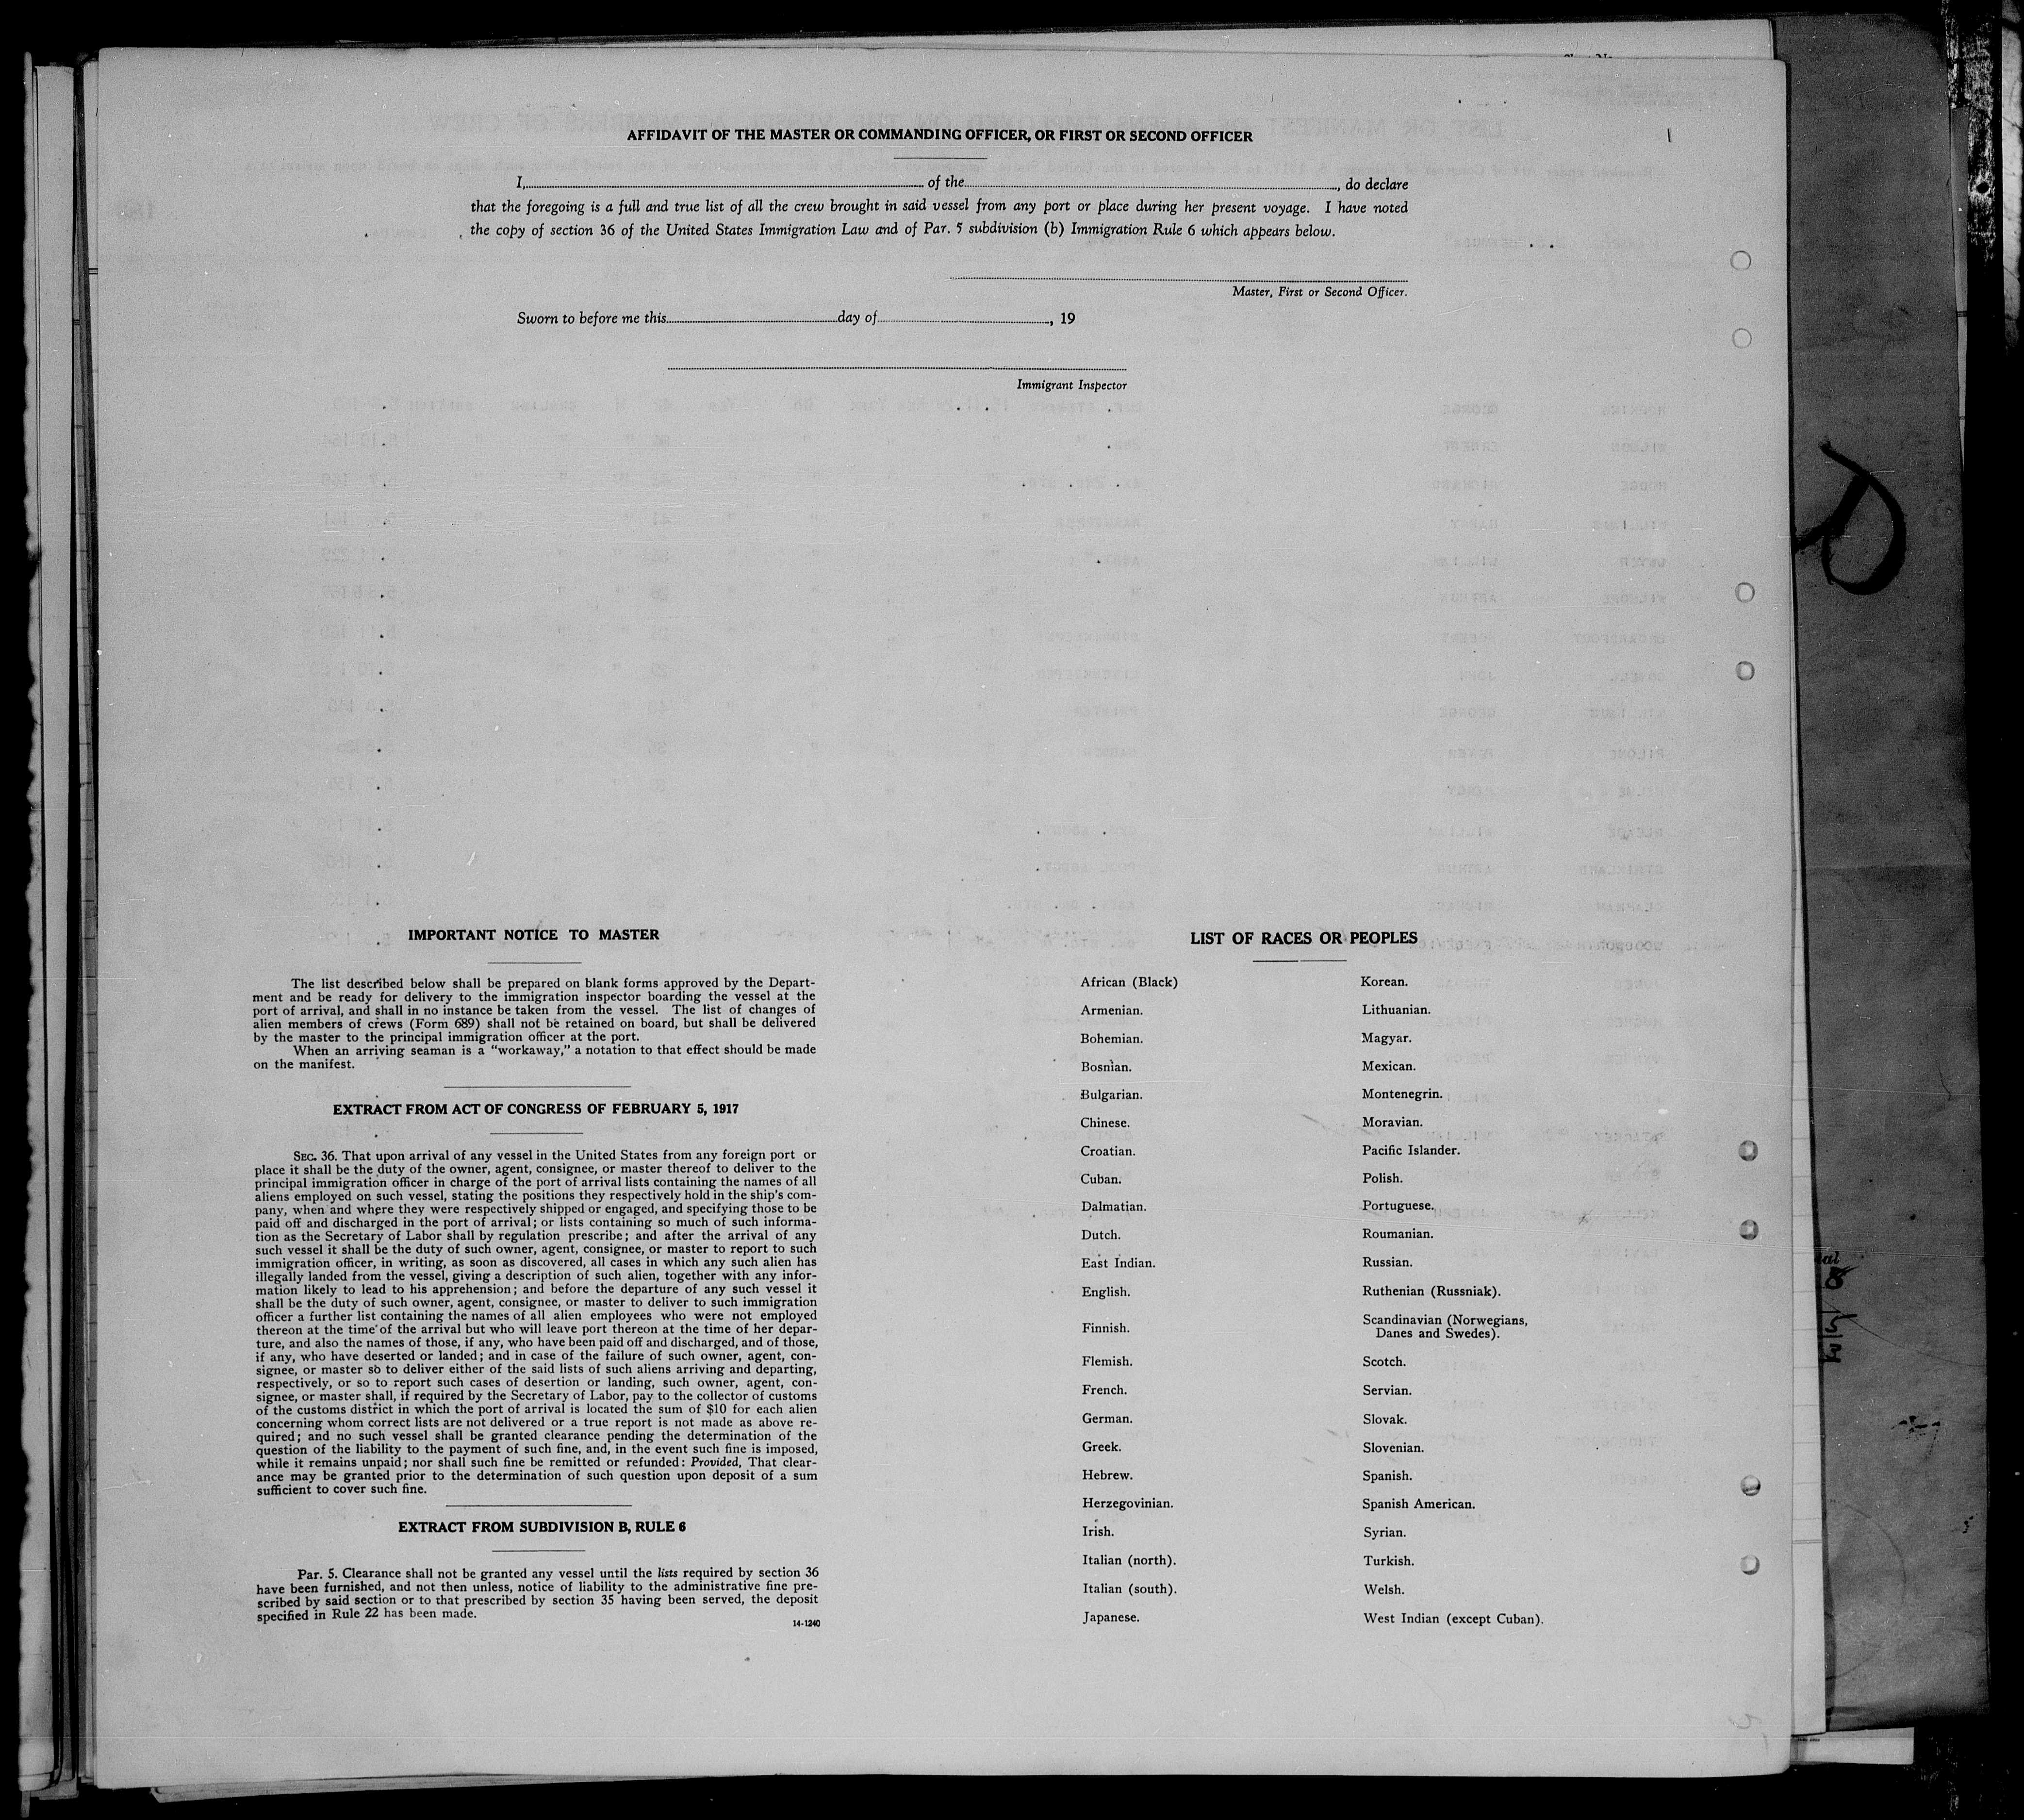 AFFIDAVIT OF THE MASTER OR COMMANDING OFFICER, OR FIRST OR SECOND OFFICER
I, of the , do declare
that the foregoing is a full and true list of all the crew brought in said vessel from any port or place during her present voyage. I have noted
the copy of section 36 of the United States Immigration Law and of Par. 5 subdivision (b) Immigration Rule 6 which appears below.
Master, First or Second Officer.
Sworn to before me this day of , 19
Immigrant Inspector
IMPORTANT NOTICE TO MASTER
The list described below shall be prepared on blank forms approved by the Depart-
ment and be ready for delivery to the immigration inspector boarding the vessel at the
port of arrival, and shall in no instance be taken from the vessel. The list of changes of
alien members of crews (Form 689) shall not be retained on board, but shall be delivered
by the master to the principal immigration officer at the port.
When an arriving seaman is a “workaway,” a notation to that effect should be made
on the manifest.
EXTRACT FROM ACT OF CONGRESS OF FEBRUARY 5, 1917
SEC. 36. That upon arrival of any vessel in the United States from any foreign port or
place it shall be the duty of the owner, agent, consignee, or master thereof to deliver to the
principal immigration officer in charge of the port of arrival lists containing the names of all
aliens employed on such vessel, stating the positions they respectively hold in the ship’s com-
pany, when and where they were respectively shipped or engaged, and specifying those to be
paid off and discharged in the port of arrival; or lists containing so much of such informa-
tion as the Secretary of Labor shall by regulation prescribe; and after the arrival of any
such vessel it shall be the duty of such owner, agent, consignee, or master to report to such
immigration officer, in writing, as soon as discovered, all cases in which any such alien has
illegally landed from the vessel, giving a description of such alien, together with any infor-
mation likely to lead to his apprehension; and before the departure of any such vessel it
shall be the duty of such owner, agent, consignee, or master to deliver to such immigration
officer a further list containing the names of all alien employees who were not employed
thereon at the time of the arrival but who will leave port thereon at the time of her depar-
ture, and also the names of those, if any, who have been paid off and discharged, and of those,
if any, who have deserted or landed; and in case of the failure of such owner, agent, con-
signee, or master so to deliver either of the said lists of such aliens arriving and departing,
respectively, or so to report such cases of desertion or landing, such owner, agent, con-
signee, or master shall, if required by the Secretary of Labor, pay to the collector of customs
of the customs district in which the port of arrival is located the sum of $10 for each alien
concerning whom correct lists are not delivered or a true report is not made as above re-
quired; and no such vessel shall be granted clearance pending the determination of the
question of the liability to the payment of such fine, and, in the event such fine is imposed,
while it remains unpaid; nor shall such fine be remitted or refunded: Provided, That clear-
ance may be granted prior to the determination of such question upon deposit of a sum
sufficient to cover such fine.
EXTRACT FROM SUBDIVISION B, RULE 6
Par. 5. Clearance shall not be granted any vessel until the lists required by section 36
have been furnished, and not then unless, notice of liability to the administrative fine pre-
scribed by said section or to that prescribed by section 35 having been served, the deposit
specified in Rule 22 has been made.
14-1240
LIST OF RACES OR PEOPLES
African (Black)
Armenian.
Bohemian.
Bosnian.
Bulgarian.
Chinese.
Croatian.
Cuban.
Dalmatian.
Dutch.
East Indian.
English.
Finnish.
Flemish.
French.
German.
Greek.
Hebrew.
Herzegovinian.
Irish.
Italian (north).
Italian (south).
Japanese.
Korean.
Lithuanian.
Magyar.
Mexican.
Montenegrin.
Moravian.
Pacific Islander.
Polish.
Portuguese.
Roumanian.
Russian.
Ruthenian (Russniak).
Scandinavian (Norwegians,
Danes and Swedes).
Scotch.
Servian.
Slovak.
Slovenian.
Spanish.
Spanish American.
Syrian.
Turkish.
Welsh.
West Indian (except Cuban).